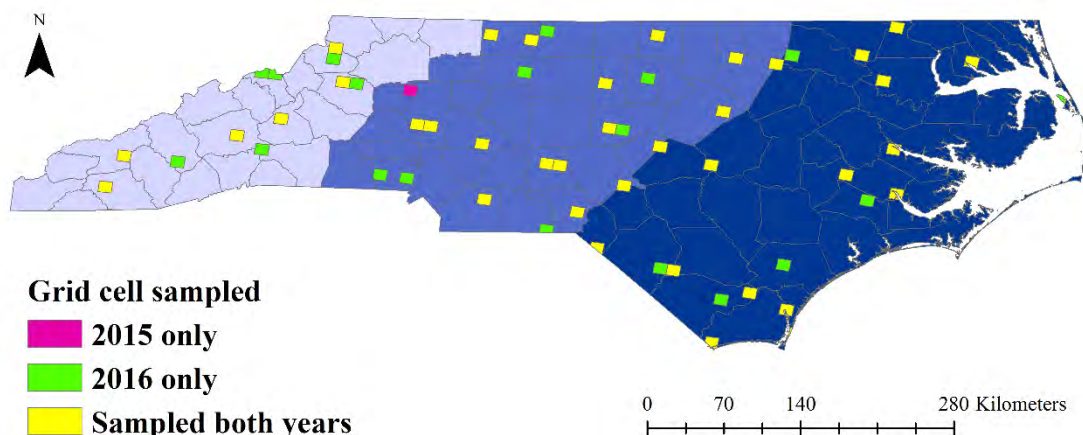 N
Grid cell sampled
2015 only
2016 only
Sampled both years
0 70 140 280 Kilometers